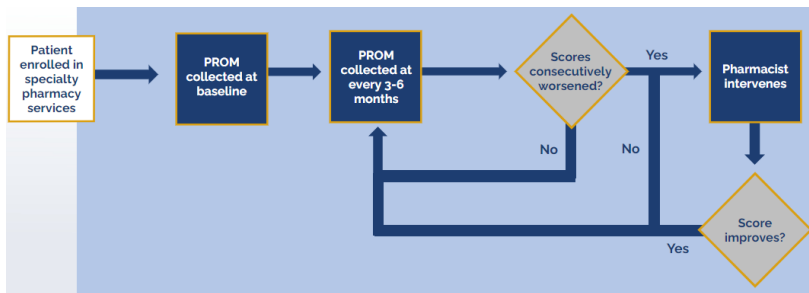 Patient
enrolled in
specialty
pharmacy
services
PROM
collected at
baseline
PROM
collected at
every 3-6
months
Scores
consecutively
worsened?
Yes
Pharmacist
intervenes
No
No
Score
improves?
Yes